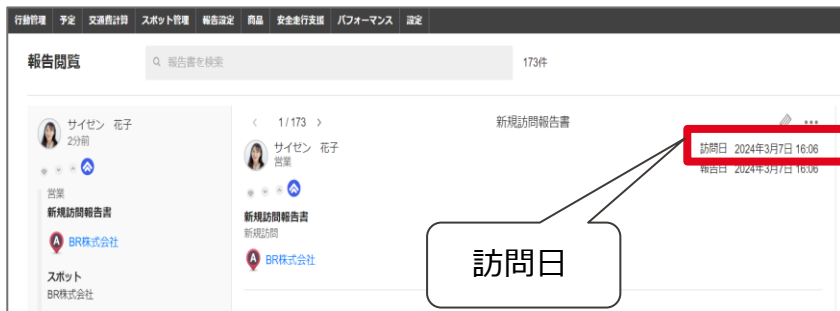 行動管理 予定 交通費計算 スポット管理 報告設定 商品 安全走行支援 パフォーマンス 設定
報告閲覧
報告書を検索
173件
サイゼン 花子
2分前
営業
新規訪問報告書
BR株式会社
スポット
BR株式会社
< 1 / 173 >
新規訪問報告書
サイゼン 花子
営業
訪問日 2024年3月7日 16:06
報告日 2024年3月7日 16:06
新規訪問報告書
新規訪問
A BR株式会社
訪問日